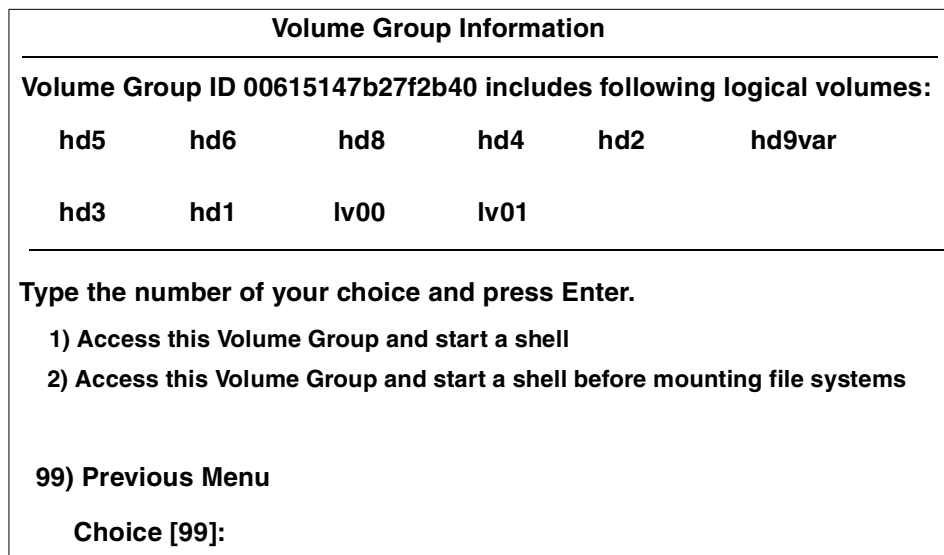 Volume Group Information
Volume Group ID 00615147b27f2b40 includes following logical volumes:
hd5 hd6 hd8 hd4 hd2 hd9var
hd3 hd1 lv00 lv01
Type the number of your choice and press Enter.
1) Access this Volume Group and start a shell
2) Access this Volume Group and start a shell before mounting file systems
99) Previous Menu
Choice [99]: